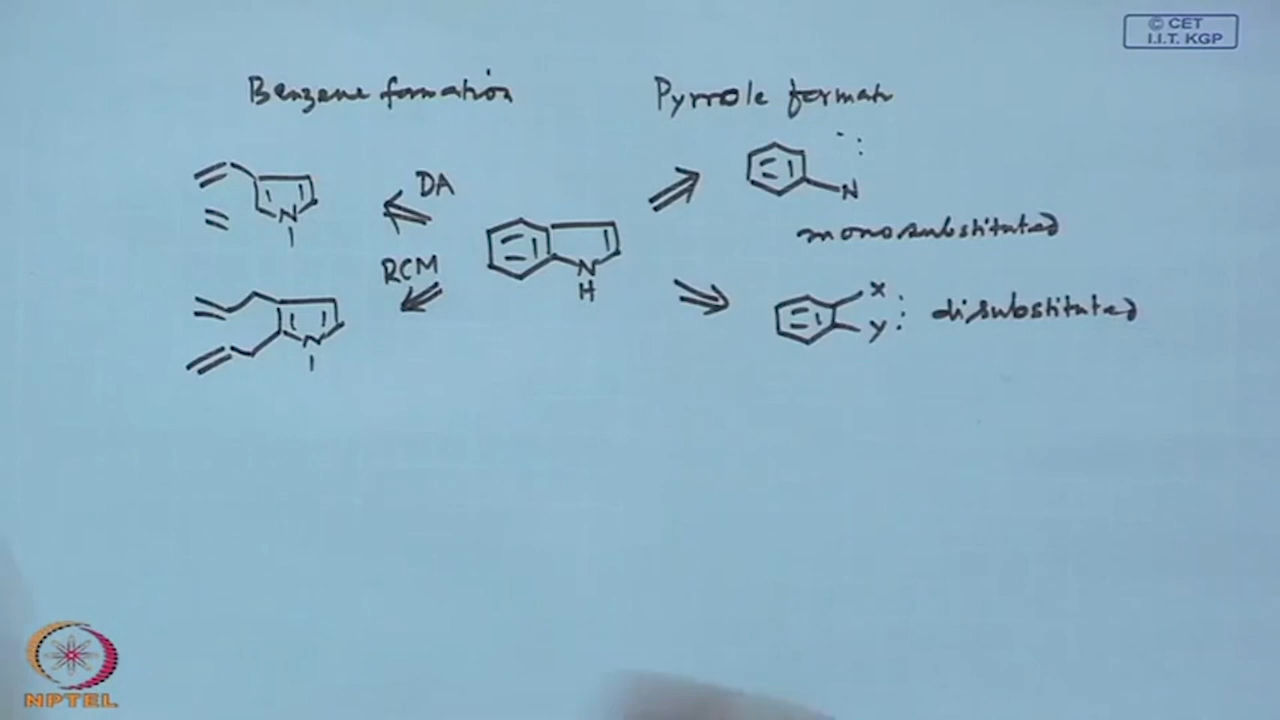 © CET
I.I.T. KGP
Benzene formation
Pyrrole format
DA
N
N
monosubstituted
RCM
N
H
X
Y
disubstituted
N
NPTEL